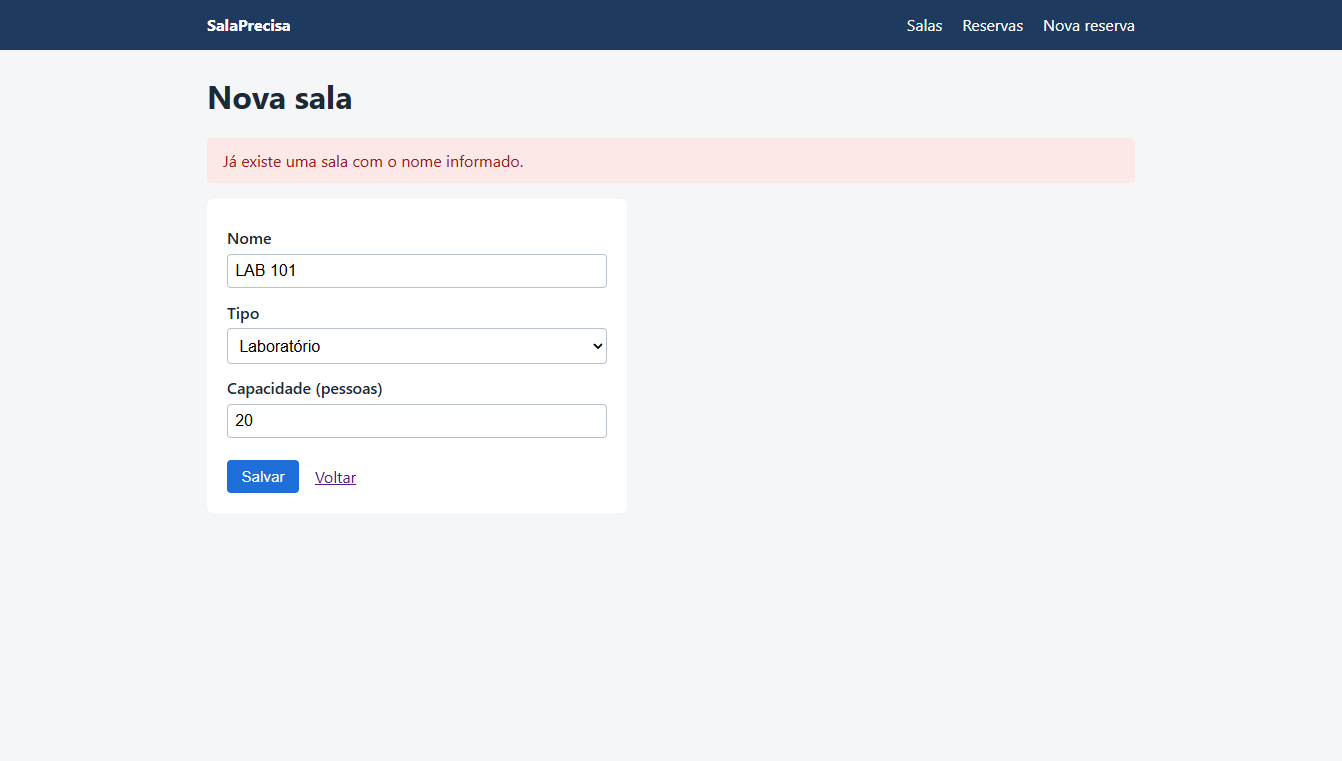 SalaPrecisa Salas Reservas Nova reserva
Nova sala
Já existe uma sala com o nome informado.
Nome
LAB 101
Tipo
Laboratório
Capacidade (pessoas)
20
Salvar Voltar